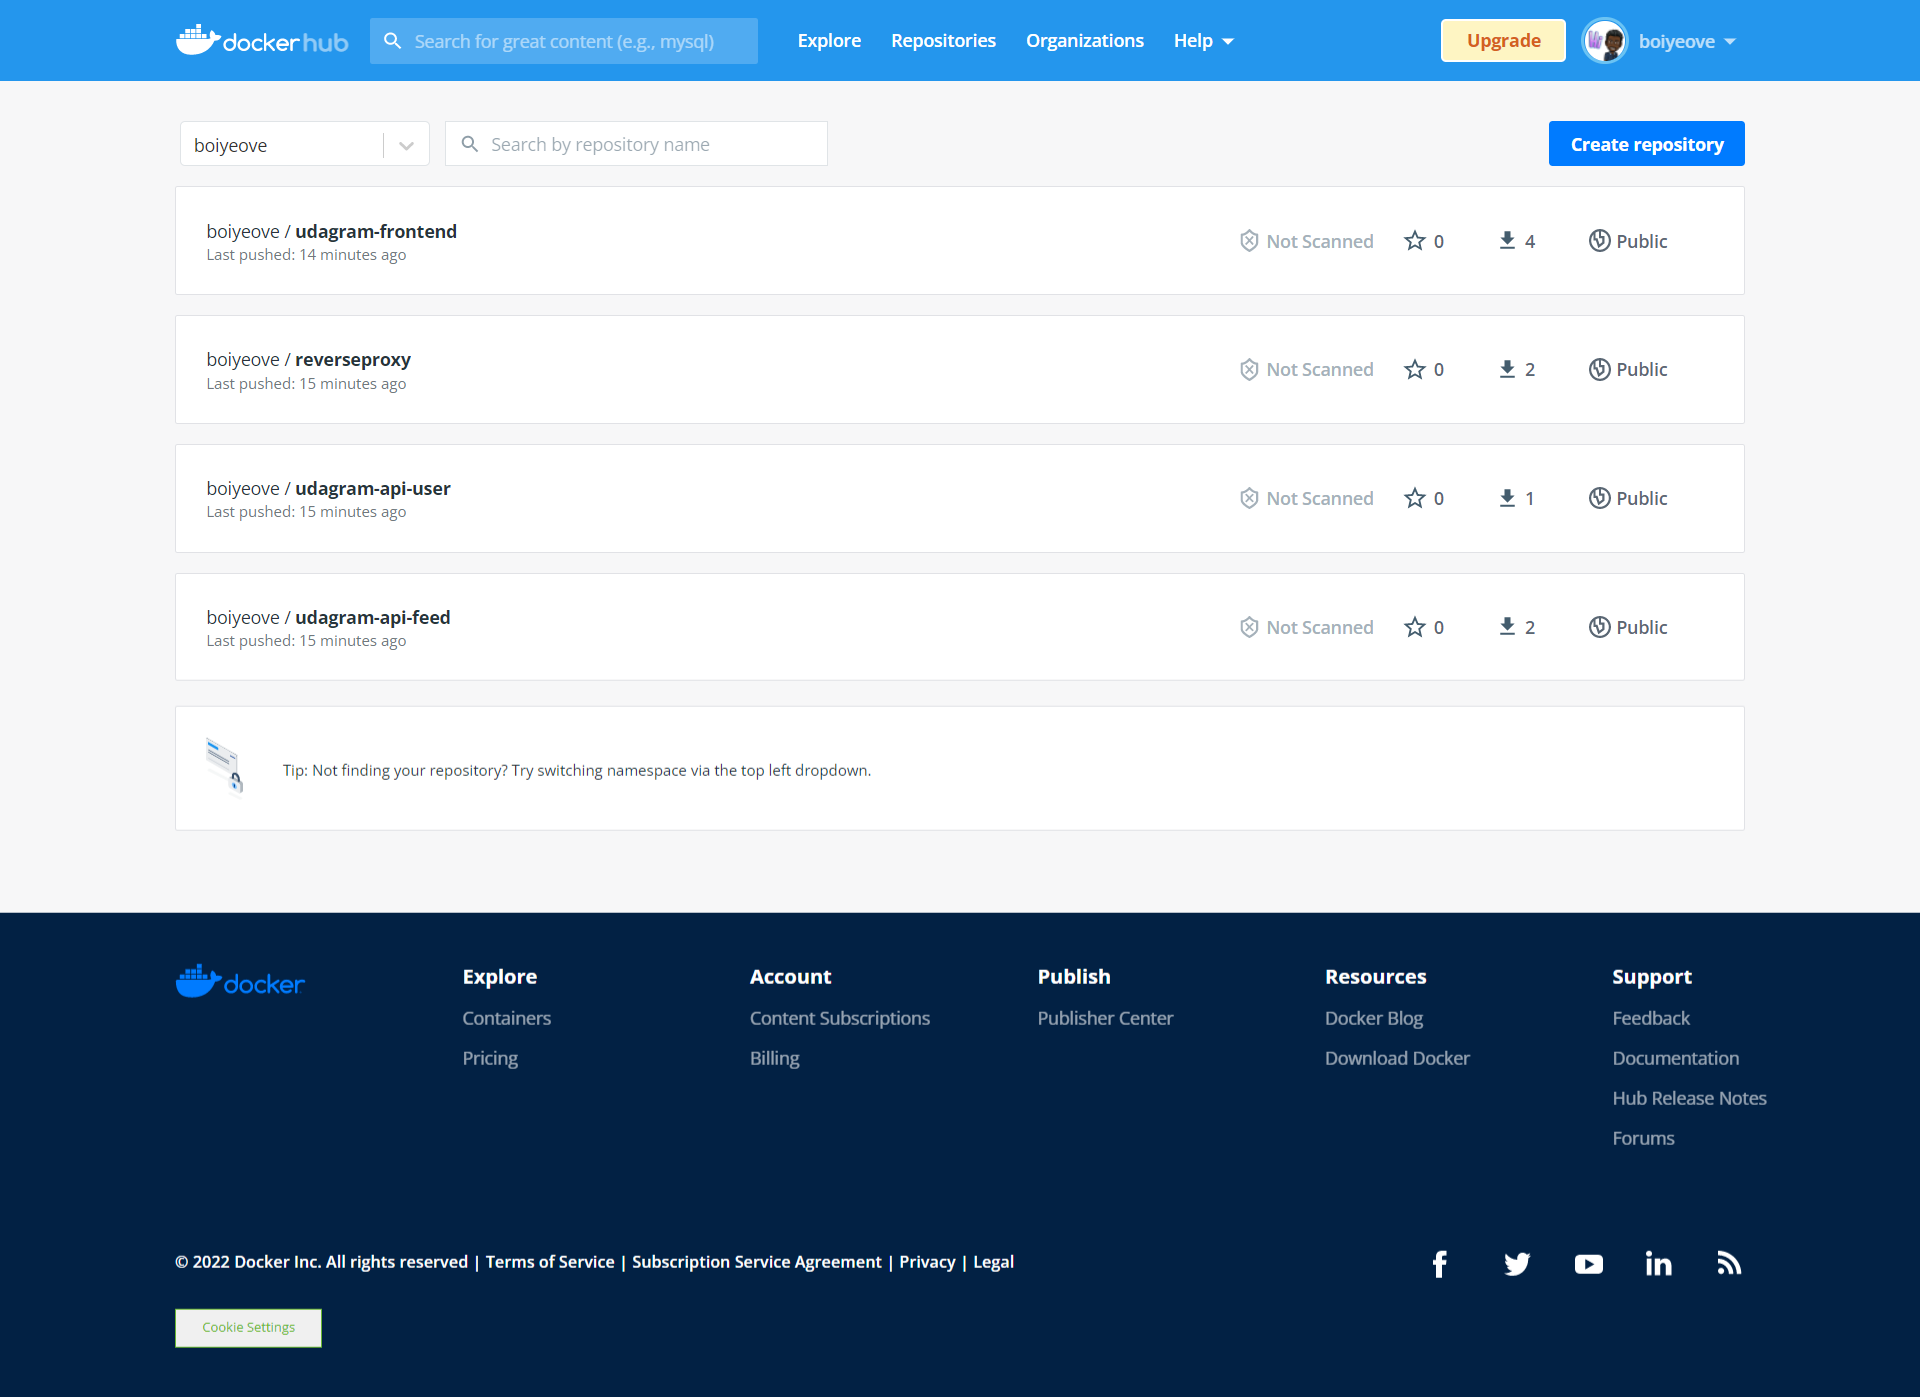 docker hub
Search for great content (e.g., mysql)
Explore Repositories Organizations Help
Upgrade
boiyeove
boiyeove
Search by repository name
Create repository
boiyeove / udagram-frontend
Last pushed: 14 minutes ago
Not Scanned 0 4 Public
boiyeove / reverseproxy
Last pushed: 15 minutes ago
Not Scanned 0 2 Public
boiyeove / udagram-api-user
Last pushed: 15 minutes ago
Not Scanned 0 1 Public
boiyeove / udagram-api-feed
Last pushed: 15 minutes ago
Not Scanned 0 2 Public
Tip: Not finding your repository? Try switching namespace via the top left dropdown.
docker
Explore
Containers
Pricing
Account
Content Subscriptions
Billing
Publish
Publisher Center
Resources
Docker Blog
Download Docker
Support
Feedback
Documentation
Hub Release Notes
Forums
© 2022 Docker Inc. All rights reserved | Terms of Service | Subscription Service Agreement | Privacy | Legal
Cookie Settings